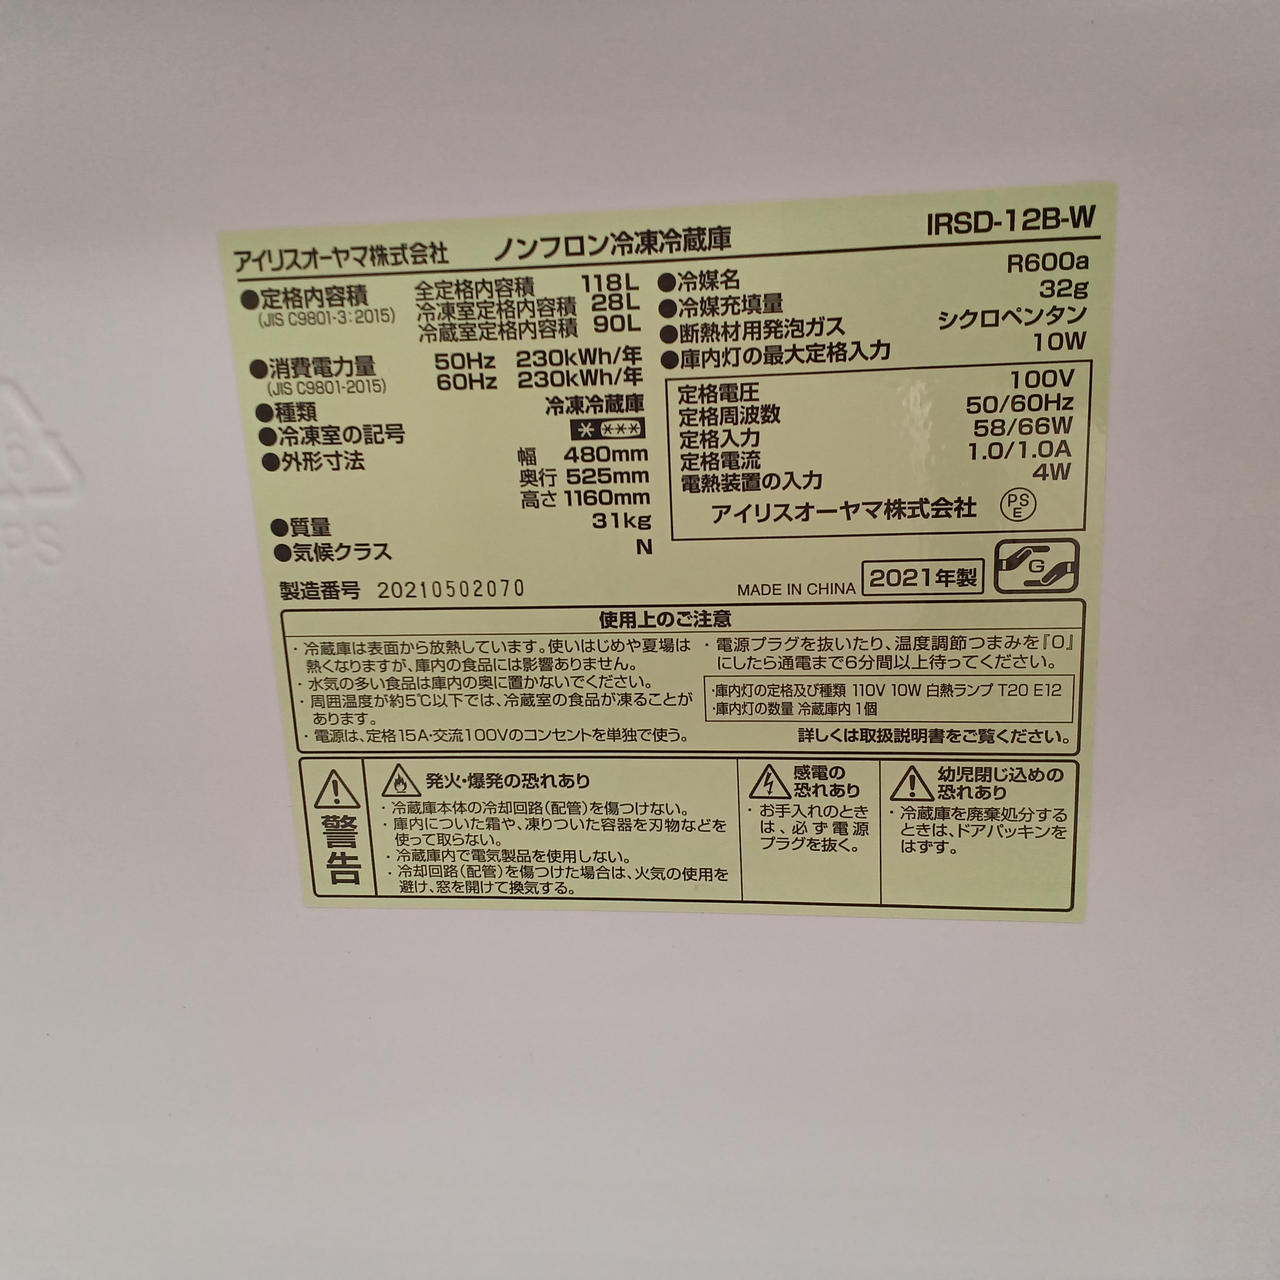 アイリスオーヤマ株式会社 ノンフロン冷凍冷蔵庫 IRSD-12B-W
●定格内容積 全定格内容積 118L
(JIS C9801-3:2015) 冷凍室定格内容積 28L
冷蔵室定格内容積 90L
●消費電力量 50Hz 230kWh/年
(JIS C9801-2015) 60Hz 230kWh/年
●種類 冷凍冷蔵庫
●冷凍室の記号 * ***
●外形寸法 幅 480mm
奥行 525mm
高さ 1160mm
●質量 31kg
●気候クラス N
●冷媒名 R600a
●冷媒充填量 32g
●断熱材用発泡ガス シクロペンタン
●庫内灯の最大定格入力 10W
定格電圧 100V
定格周波数 50/60Hz
定格入力 58/66W
定格電流 1.0/1.0A
電熱装置の入力 4W
アイリスオーヤマ株式会社 PS E
製造番号 20210502070 MADE IN CHINA 2021年製 G
使用上のご注意
・冷蔵庫は表面から放熱しています。使いはじめや夏場は
熱くなりますが、庫内の食品には影響ありません。
・水気の多い食品は庫内の奥に置かないでください。
・周囲温度が約5℃以下では、冷蔵室の食品が凍ることが
あります。
・電源は、定格15A・交流100Vのコンセントを単独で使う。
・電源プラグを抜いたり、温度調節つまみを『0』
にしたら通電まで6分間以上待ってください。
・庫内灯の定格及び種類 110V 10W 白熱ランプ T20 E12
・庫内灯の数量 冷蔵庫内 1個
詳しくは取扱説明書をご覧ください。
警告
発火・爆発の恐れあり
・冷蔵庫本体の冷却回路(配管)を傷つけない。
・庫内についた霜や、凍りついた容器を刃物などを
使って取らない。
・冷蔵庫内で電気製品を使用しない。
・冷却回路(配管)を傷つけた場合は、火気の使用を
避け、窓を開けて換気する。
感電の
恐れあり
・お手入れのとき
は、必ず電源
プラグを抜く。
幼児閉じ込めの
恐れあり
・冷蔵庫を廃棄処分する
ときは、ドアパッキンを
はずす。
6
PS